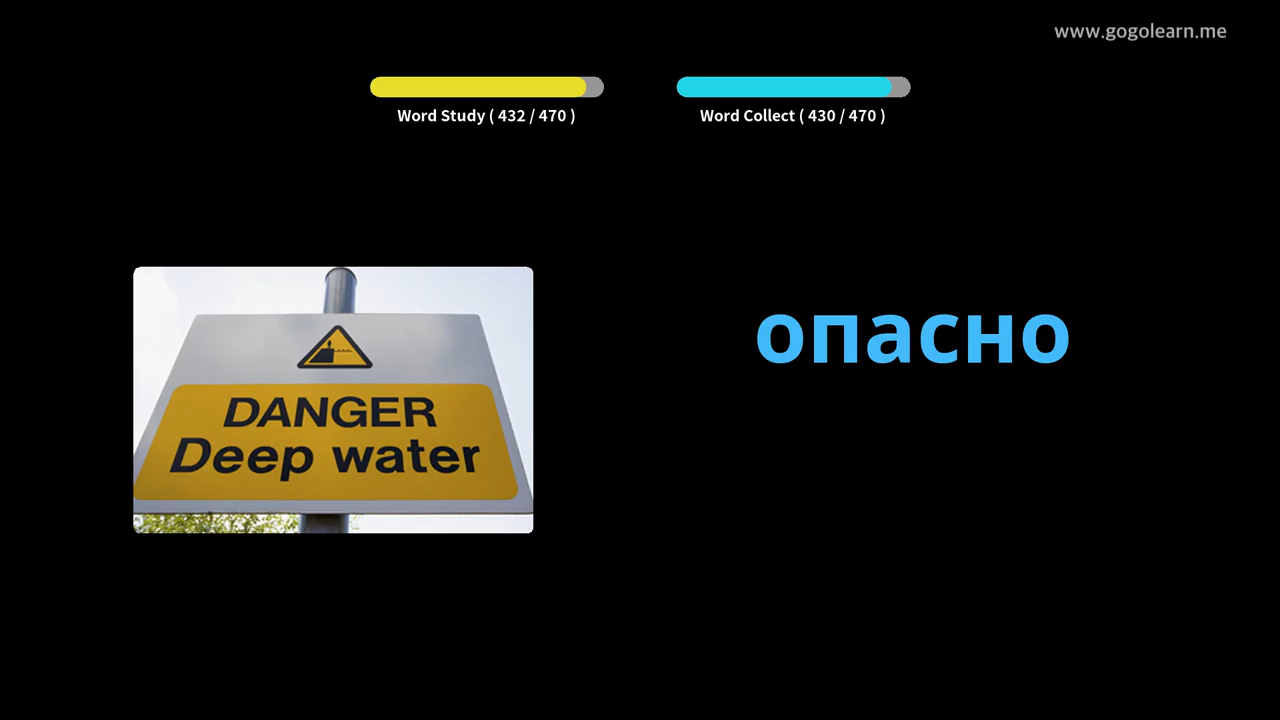 www.gogolearn.me
Word Study ( 432 / 470 )
Word Collect ( 430 / 470 )
DANGER
Deep water
опасно